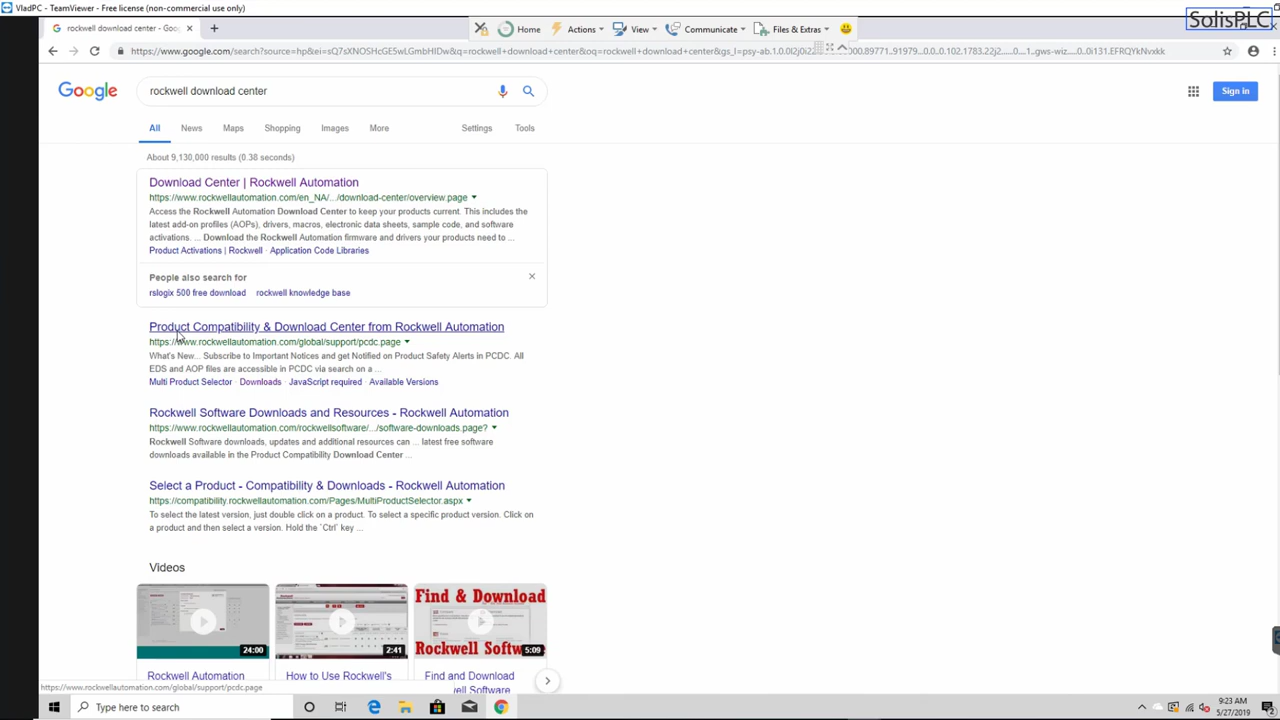 VladPC - TeamViewer - Free license (non-commercial use only)
SolisPLC
rockwell download center - Goo
Home
Actions
View
Communicate
Files & Extras
Google
rockwell download center
Sign in
All
News
Maps
Shopping
Images
More
Settings
Tools
About 9,130,000 results (0.38 seconds)
Download Center | Rockwell Automation
https://www.rockwellautomation.com/en_NA/.../download-center/overview.page
Access the Rockwell Automation Download Center to keep your products current. This includes the
latest add-on profiles (AOPs), drivers, macros, electronic data sheets, sample code, and software
activations. ... Download the Rockwell Automation firmware and drivers your products need to ...
Product Activations | Rockwell · Application Code Libraries
People also search for
rslogix 500 free download rockwell knowledge base
Product Compatibility & Download Center from Rockwell Automation
https://www.rockwellautomation.com/global/support/pcdc.page
What's New... Subscribe to Important Notices and get Notified on Product Safety Alerts in PCDC. All
EDS and AOP files are accessible in PCDC via search on a ...
Multi Product Selector · Downloads · JavaScript required · Available Versions
Rockwell Software Downloads and Resources - Rockwell Automation
https://www.rockwellautomation.com/rockwellsoftware/.../software-downloads.page?
Rockwell Software downloads, updates and additional resources can ... latest free software
downloads available in the Product Compatibility Download Center ...
Select a Product - Compatibility & Downloads - Rockwell Automation
https://compatibility.rockwellautomation.com/Pages/MultiProductSelector.aspx
To select the latest version, just double click on a product. To select a specific product version. Click on
a product and then select a version. Hold the `Ctrl` key ...
Videos
24:00
2:41
Find & Download
Rockwell Softw
5:09
Rockwell Automation
How to Use Rockwell's
Find and Download
ell Software
https://www.rockwellautomation.com/global/support/pcdc.page
Type here to search
9:23 AM
5/27/2019
2